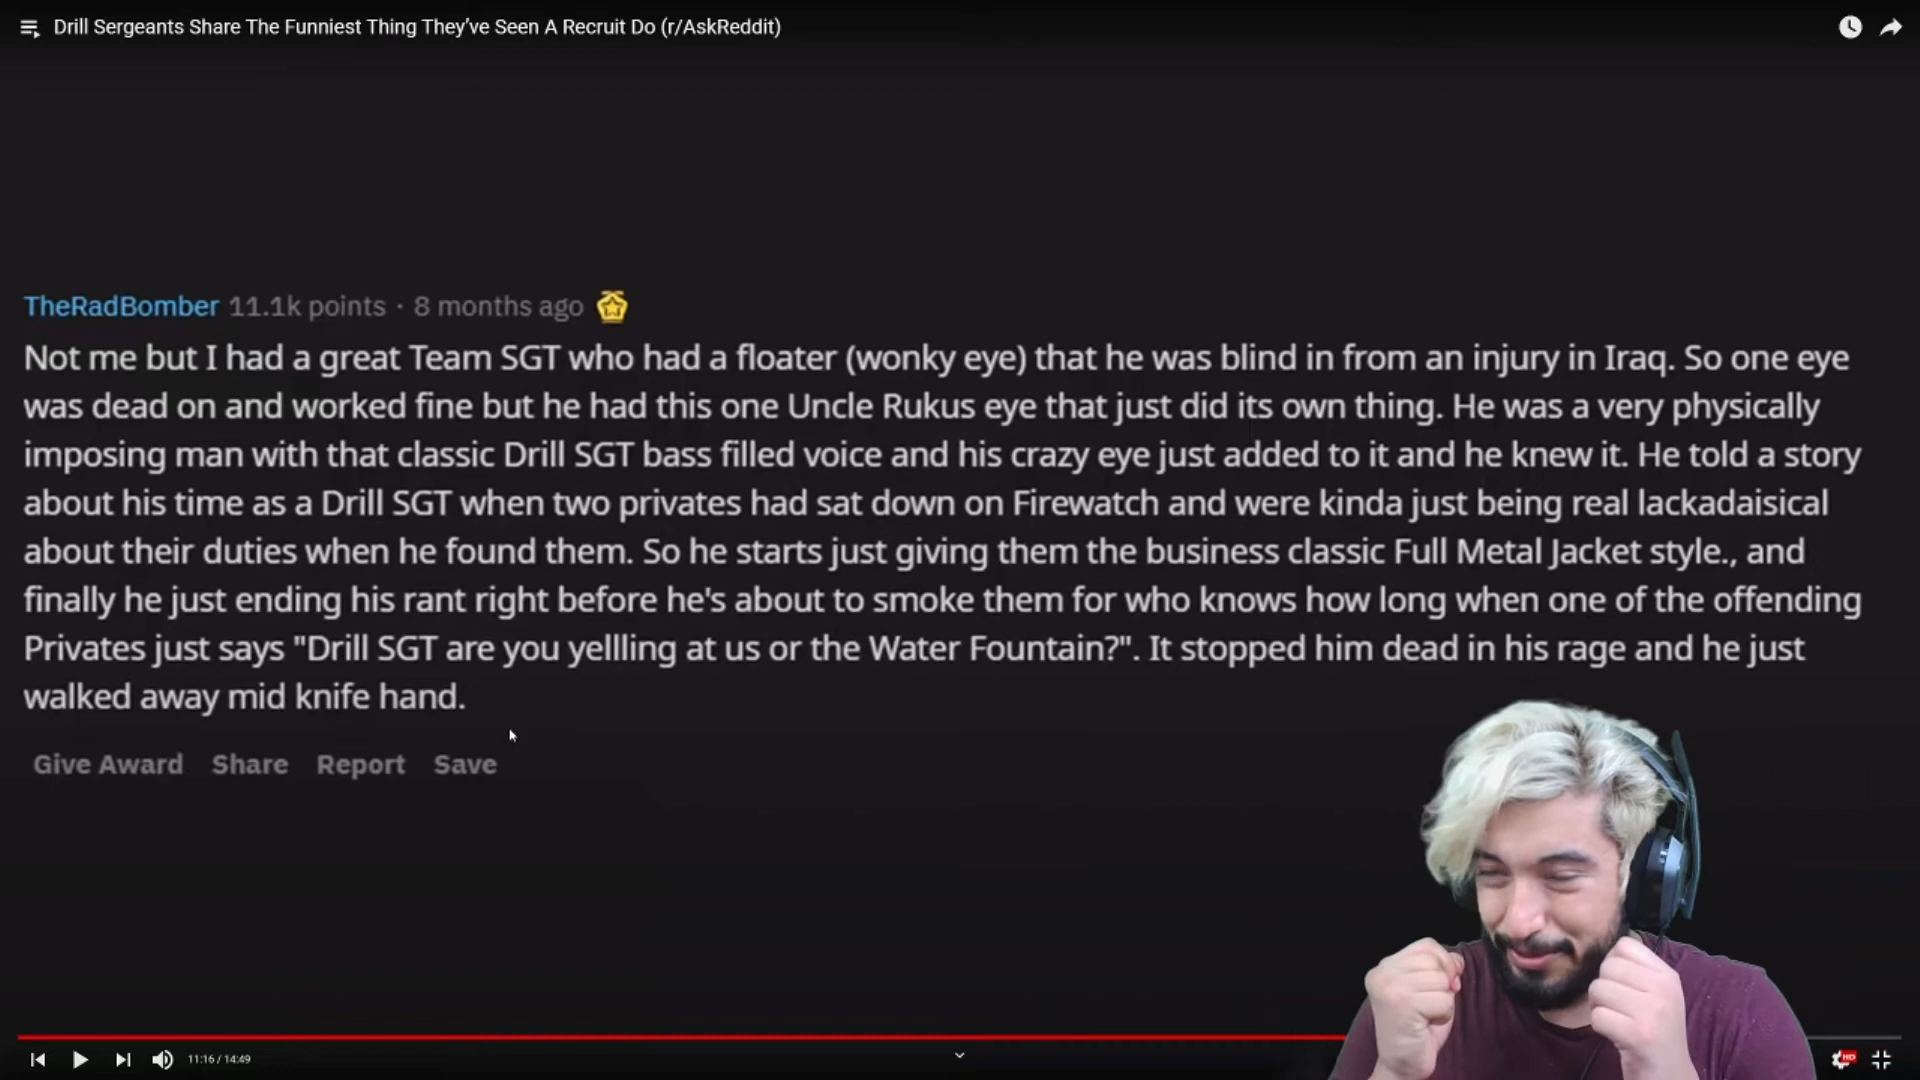 Drill Sergeants Share The Funniest Thing They've Seen A Recruit Do (r/AskReddit)
TheRadBomber 11.1k points · 8 months ago
Not me but I had a great Team SGT who had a floater (wonky eye) that he was blind in from an injury in Iraq. So one eye
was dead on and worked fine but he had this one Uncle Rukus eye that just did its own thing. He was a very physically
imposing man with that classic Drill SGT bass filled voice and his crazy eye just added to it and he knew it. He told a story
about his time as a Drill SGT when two privates had sat down on Firewatch and were kinda just being real lackadaisical
about their duties when he found them. So he starts just giving them the business classic Full Metal Jacket style., and
finally he just ending his rant right before he's about to smoke them for who knows how long when one of the offending
Privates just says "Drill SGT are you yellling at us or the Water Fountain?". It stopped him dead in his rage and he just
walked away mid knife hand.
Give Award Share Report Save
11:16 / 14:49
HD